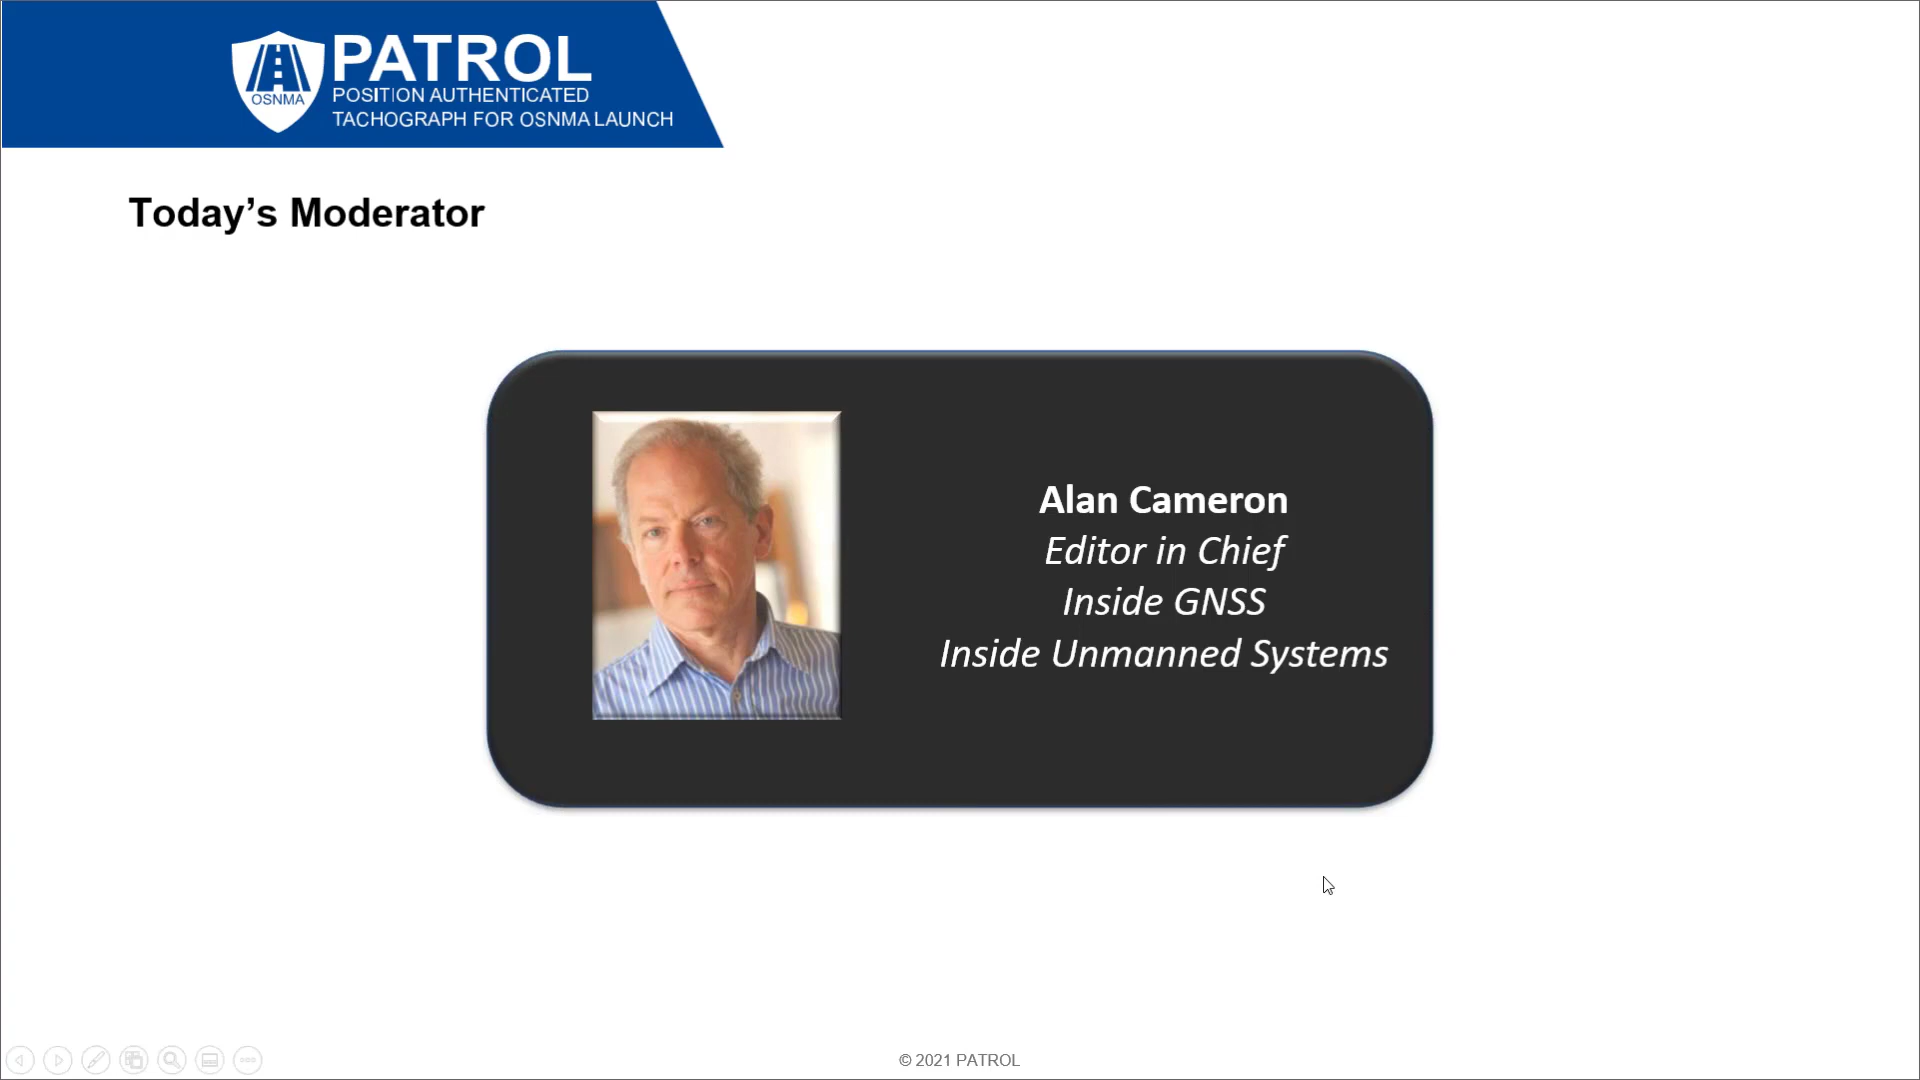 PATROL
OSNMA
POSITION AUTHENTICATED
TACHOGRAPH FOR OSNMA LAUNCH
Today’s Moderator
Alan Cameron
Editor in Chief
Inside GNSS
Inside Unmanned Systems
© 2021 PATROL